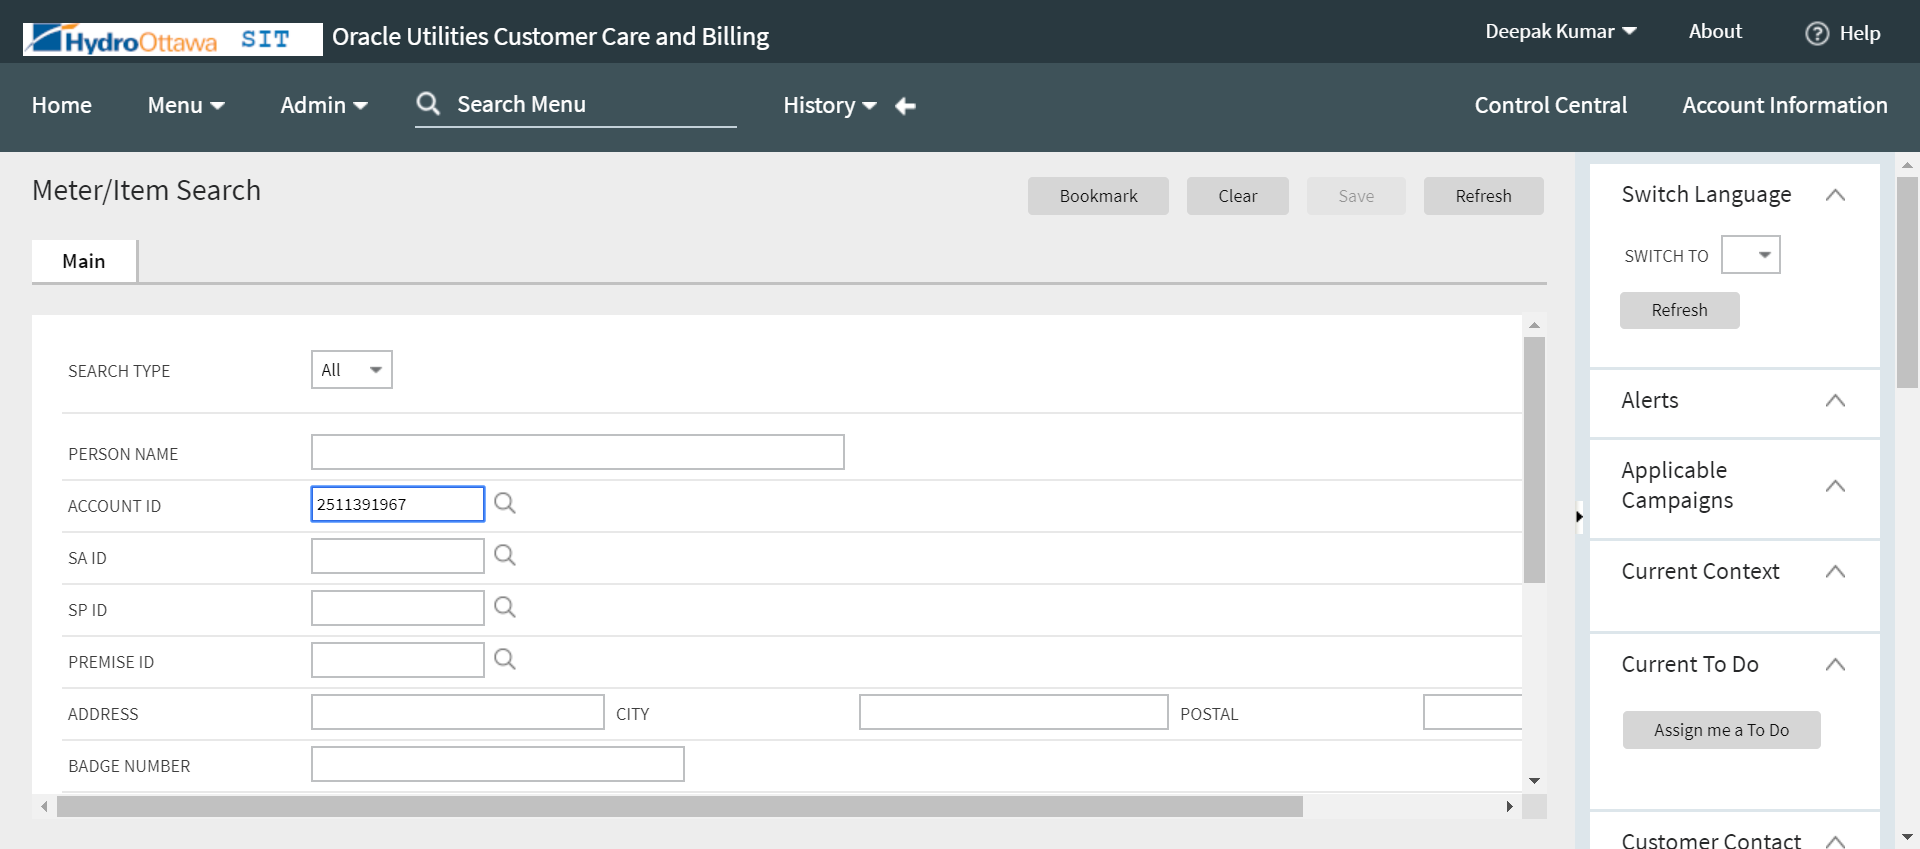 HydroOttawa SIT Oracle Utilities Customer Care and Billing Deepak Kumar About ? Help
Home Menu Admin Search Menu History Control Central Account Information
Meter/Item Search Bookmark Clear Save Refresh
Main
SEARCH TYPE All
PERSON NAME
ACCOUNT ID 2511391967
SA ID
SP ID
PREMISE ID
ADDRESS CITY POSTAL
BADGE NUMBER
Switch Language
SWITCH TO
Refresh
Alerts
Applicable
Campaigns
Current Context
Current To Do
Assign me a To Do
Customer Contact